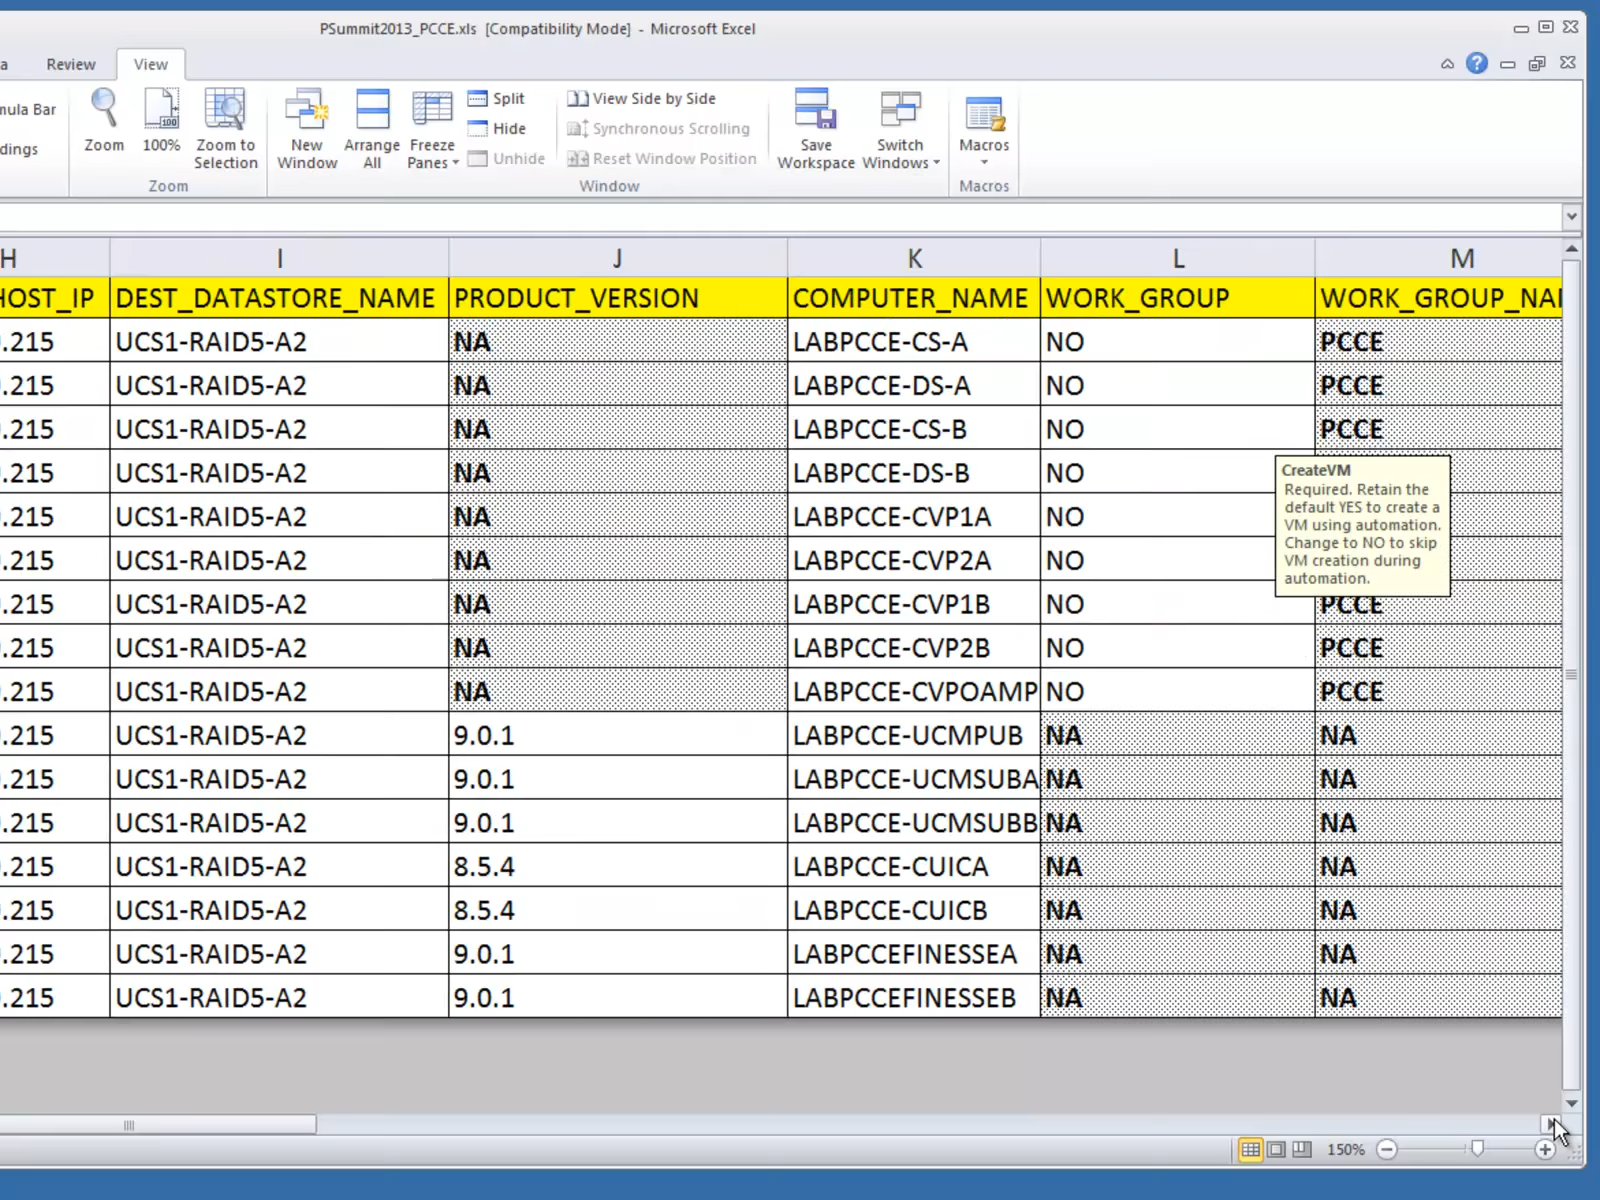 PSummit2013_PCCE.xls [Compatibility Mode] - Microsoft Excel
a Review View
mula Bar
dings
Zoom 100% Zoom to Selection
Zoom
New Window Arrange All Freeze Panes
Split
Hide
Unhide
View Side by Side
Synchronous Scrolling
Reset Window Position
Window
Save Workspace Switch Windows
Macros
Macros
H I J K L M
HOST_IP DEST_DATASTORE_NAME PRODUCT_VERSION COMPUTER_NAME WORK_GROUP WORK_GROUP_NAI
.215 UCS1-RAID5-A2 NA LABPCCE-CS-A NO PCCE
.215 UCS1-RAID5-A2 NA LABPCCE-DS-A NO PCCE
.215 UCS1-RAID5-A2 NA LABPCCE-CS-B NO PCCE
.215 UCS1-RAID5-A2 NA LABPCCE-DS-B NO
.215 UCS1-RAID5-A2 NA LABPCCE-CVP1A NO
.215 UCS1-RAID5-A2 NA LABPCCE-CVP2A NO
.215 UCS1-RAID5-A2 NA LABPCCE-CVP1B NO PCCE
.215 UCS1-RAID5-A2 NA LABPCCE-CVP2B NO PCCE
.215 UCS1-RAID5-A2 NA LABPCCE-CVPOAMP NO PCCE
.215 UCS1-RAID5-A2 9.0.1 LABPCCE-UCMPUB NA NA
.215 UCS1-RAID5-A2 9.0.1 LABPCCE-UCMSUBA NA NA
.215 UCS1-RAID5-A2 9.0.1 LABPCCE-UCMSUBB NA NA
.215 UCS1-RAID5-A2 8.5.4 LABPCCE-CUICA NA NA
.215 UCS1-RAID5-A2 8.5.4 LABPCCE-CUICB NA NA
.215 UCS1-RAID5-A2 9.0.1 LABPCCEFINESSEA NA NA
.215 UCS1-RAID5-A2 9.0.1 LABPCCEFINESSEB NA NA
CreateVM
Required. Retain the
default YES to create a
VM using automation.
Change to NO to skip
VM creation during
automation.
150%